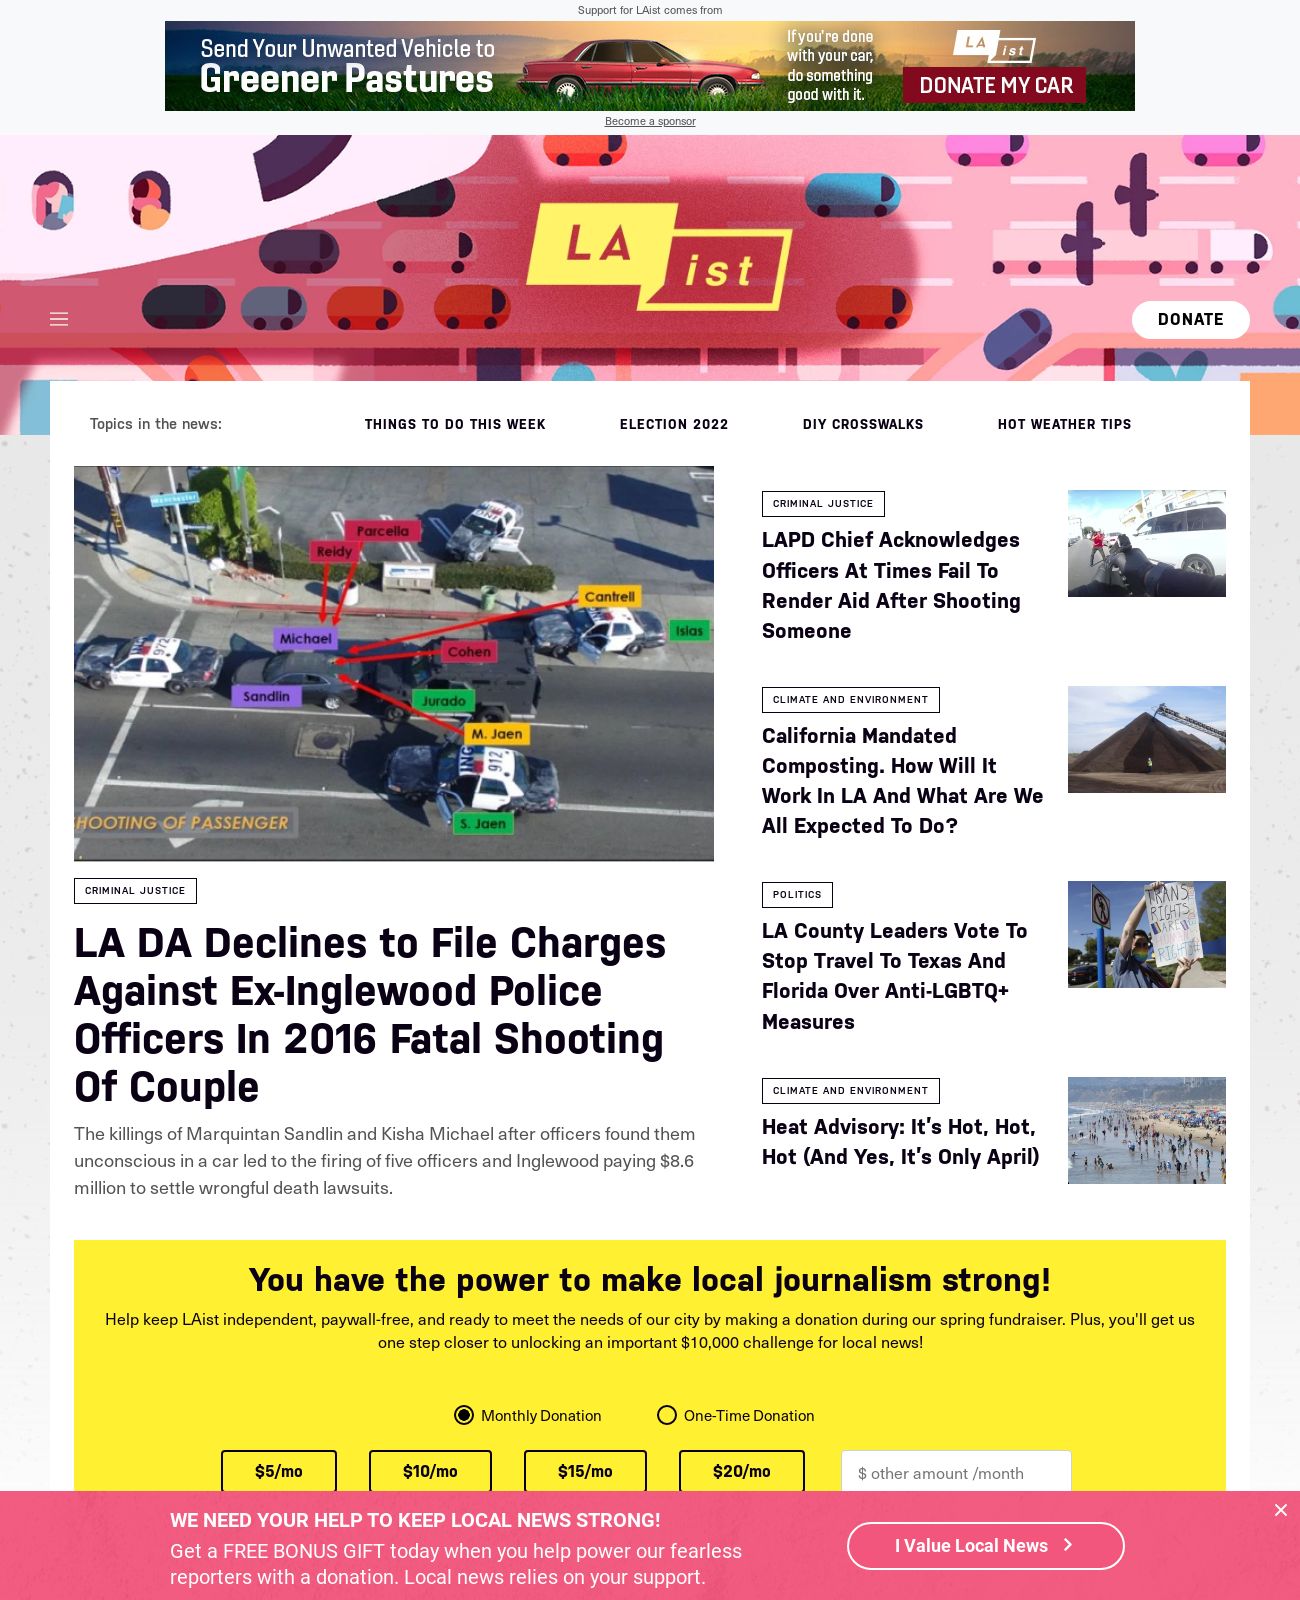 Support for LAist comes from
Send Your Unwanted Vehicle to
Greener Pastures
If you're done
with your car,
do something
good with it.
LA ist
DONATE MY CAR
Become a sponsor
LA
ist
DONATE
Topics in the news:
THINGS TO DO THIS WEEK
ELECTION 2022
DIY CROSSWALKS
HOT WEATHER TIPS
Manchester
Parcella
Reidy
Cantrell
Islas
Michael
Cohen
Sandlin
Jurado
M. Jaen
S. Jaen
972
912
HOOTING OF PASSENGER
CRIMINAL JUSTICE
LA DA Declines to File Charges
Against Ex-Inglewood Police
Officers In 2016 Fatal Shooting
Of Couple
The killings of Marquintan Sandlin and Kisha Michael after officers found them
unconscious in a car led to the firing of five officers and Inglewood paying $8.6
million to settle wrongful death lawsuits.
CRIMINAL JUSTICE
LAPD Chief Acknowledges
Officers At Times Fail To
Render Aid After Shooting
Someone
CLIMATE AND ENVIRONMENT
California Mandated
Composting. How Will It
Work In LA And What Are We
All Expected To Do?
POLITICS
LA County Leaders Vote To
Stop Travel To Texas And
Florida Over Anti-LGBTQ+
Measures
TRANS
RIGHTS
ARE
RIGHTS
CLIMATE AND ENVIRONMENT
Heat Advisory: It’s Hot, Hot,
Hot (And Yes, It’s Only April)
You have the power to make local journalism strong!
Help keep LAist independent, paywall-free, and ready to meet the needs of our city by making a donation during our spring fundraiser. Plus, you'll get us
one step closer to unlocking an important $10,000 challenge for local news!
Monthly Donation
One-Time Donation
$5/mo
$10/mo
$15/mo
$20/mo
$ other amount /month
WE NEED YOUR HELP TO KEEP LOCAL NEWS STRONG!
Get a FREE BONUS GIFT today when you help power our fearless
reporters with a donation. Local news relies on your support.
I Value Local News